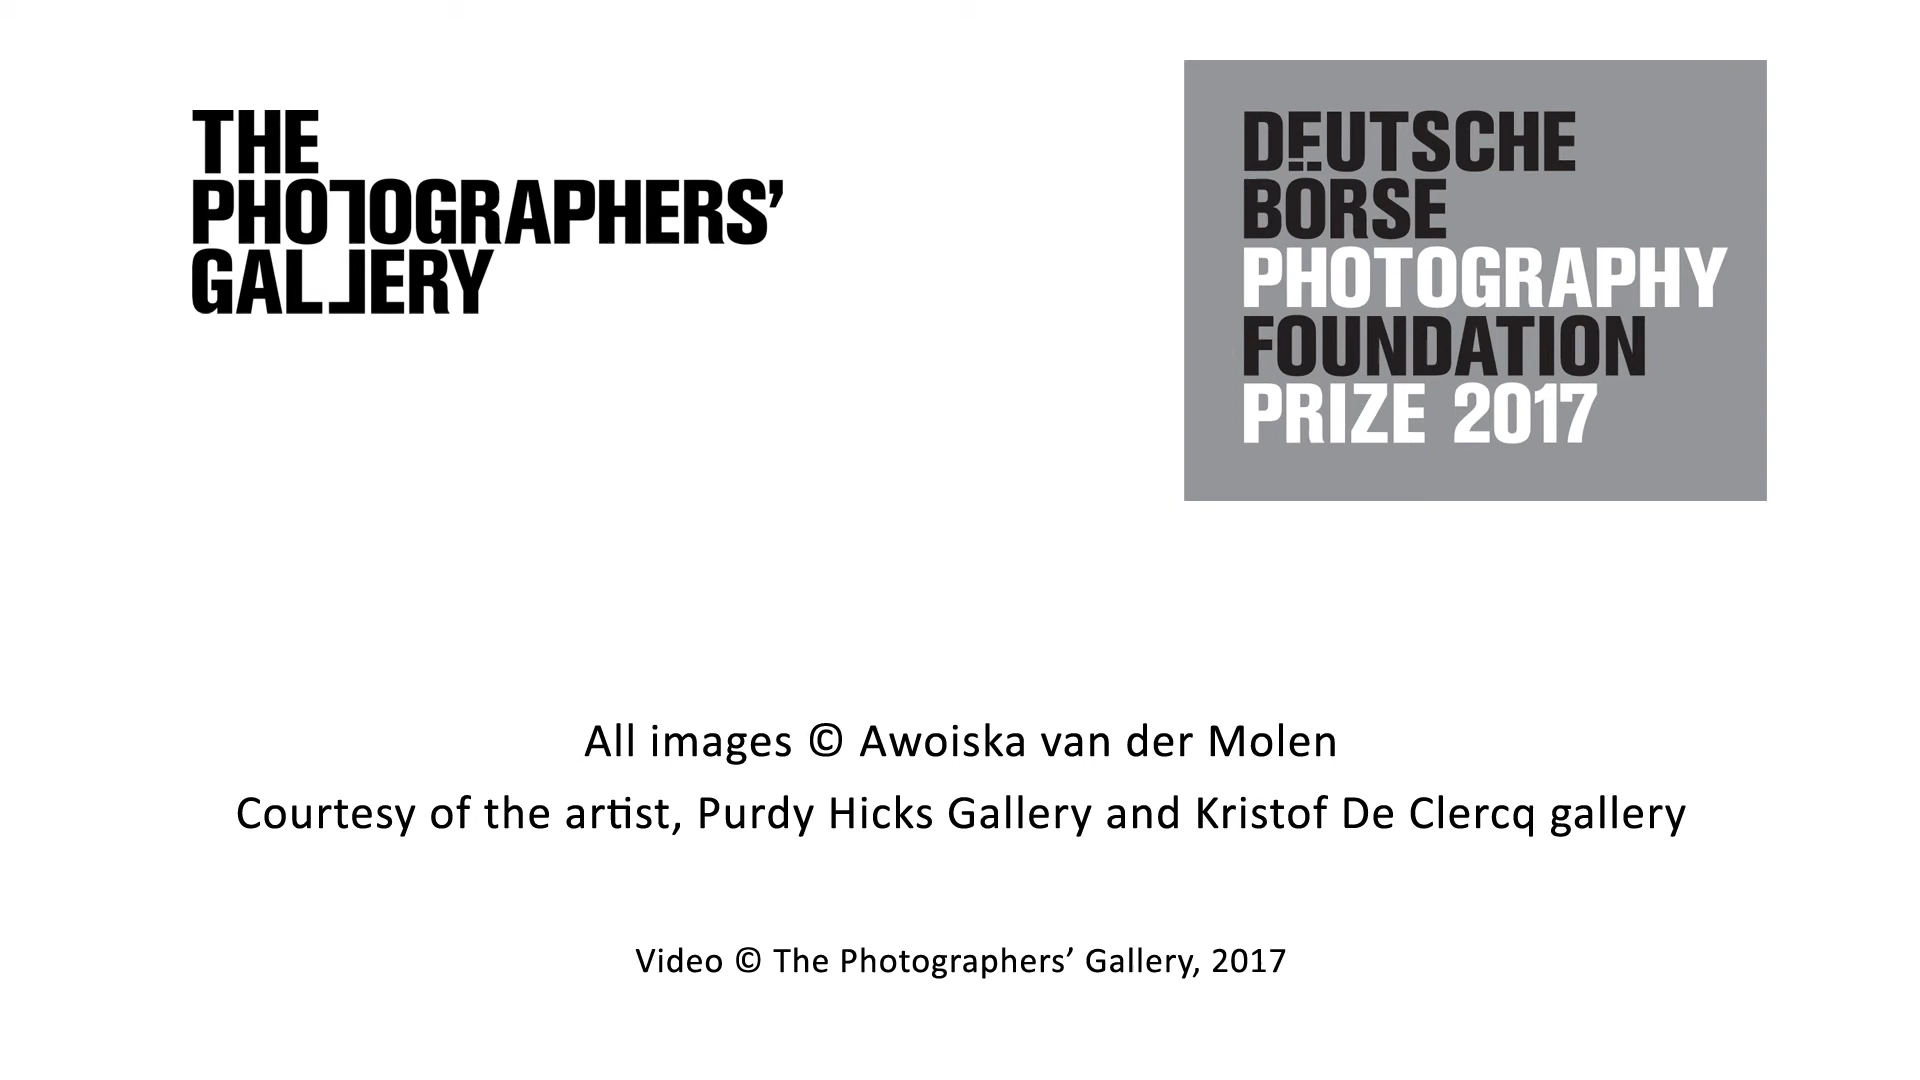 THE
PHOTOGRAPHERS’
GALLERY
DEUTSCHE
BÖRSE
PHOTOGRAPHY
FOUNDATION
PRIZE 2017
All images © Awoiska van der Molen
Courtesy of the artist, Purdy Hicks Gallery and Kristof De Clercq gallery
Video © The Photographers’ Gallery, 2017